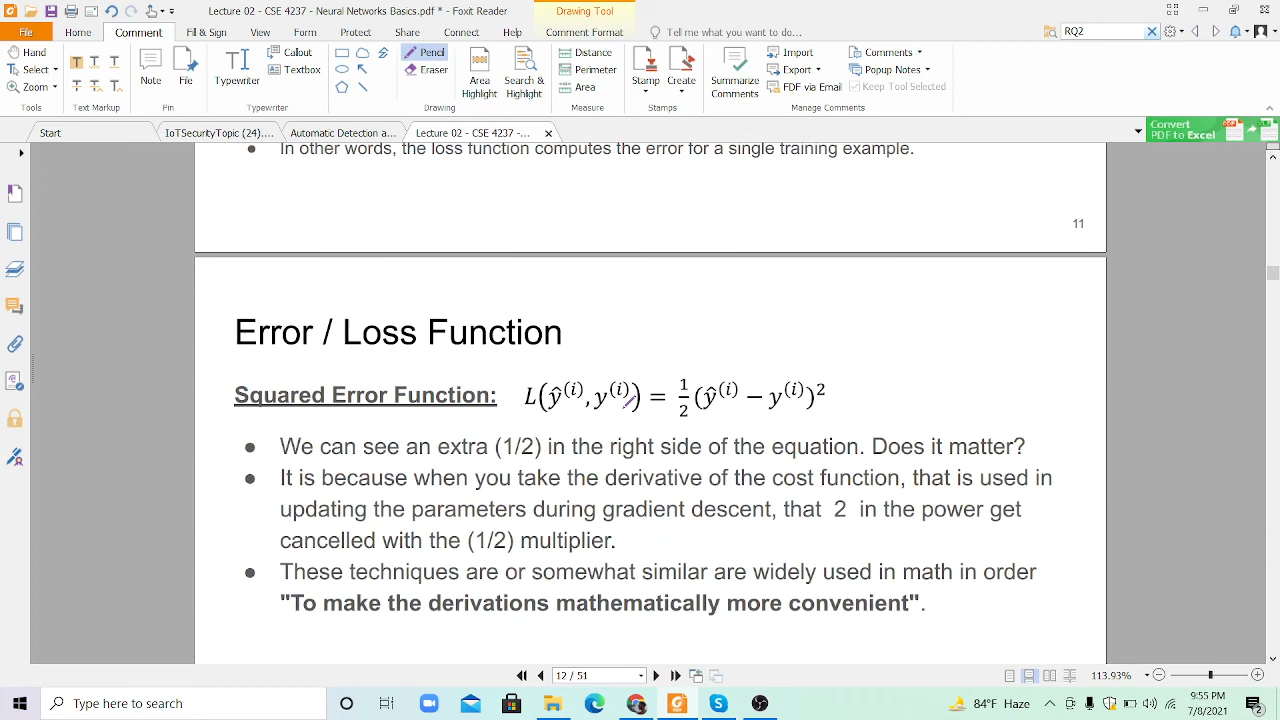 Lecture 02 - CSE 4237 - Neural Networks Basics.pdf * - Foxit Reader
Drawing Tool
File Home Comment Fill & Sign View Form Protect Share Connect Help Comment Format Tell me what you want to do...
RQ2
Hand
Select
Zoom
Tools
Text Markup
Note
File
Pin
Typewriter
Callout
Textbox
Typewriter
Pencil
Eraser
Drawing
Area Highlight
Search & Highlight
Distance
Perimeter
Area
Measure
Stamp
Create
Stamps
Summarize Comments
Import
Export
FDF via Email
Comments
Popup Notes
Keep Tool Selected
Manage Comments
Start
IoTSecurityTopic (24)....
Automatic Detection a...
Lecture 02 - CSE 4237 -...
Convert
PDF to Excel
In other words, the loss function computes the error for a single training example.
11
Error / Loss Function
Squared Error Function: L(ŷ⁽ⁱ⁾, y⁽ⁱ⁾) = 1/2 (ŷ⁽ⁱ⁾ − y⁽ⁱ⁾)²
● We can see an extra (1/2) in the right side of the equation. Does it matter?
● It is because when you take the derivative of the cost function, that is used in
updating the parameters during gradient descent, that 2 in the power get
cancelled with the (1/2) multiplier.
● These techniques are or somewhat similar are widely used in math in order
"To make the derivations mathematically more convenient".
12 / 51
113.93%
Type here to search
84°F Haze
9:55 PM
7/8/2021
2